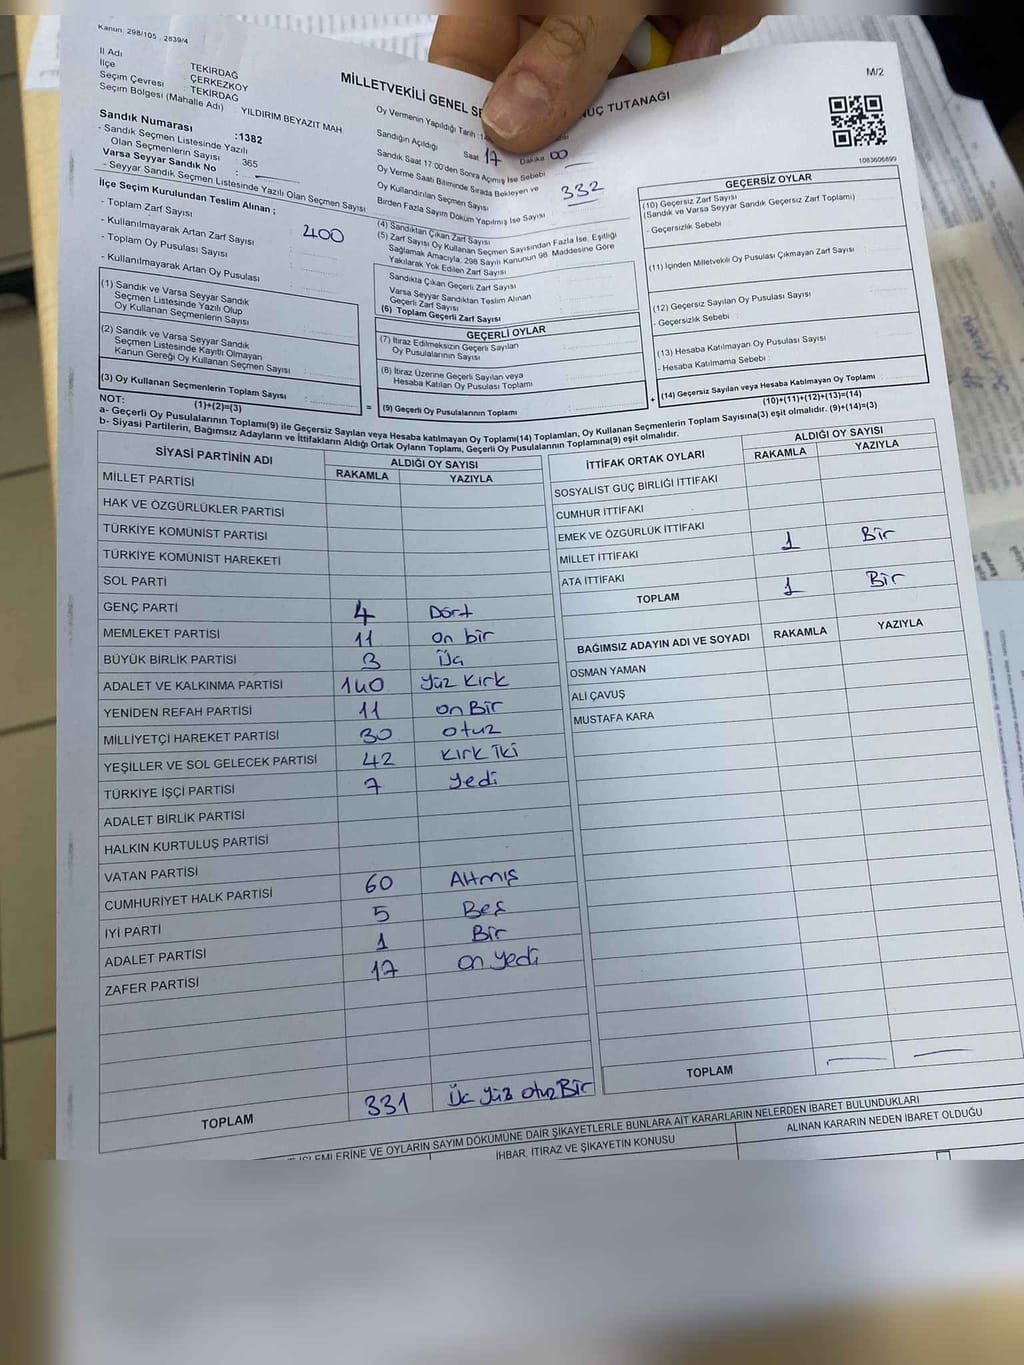 Kanun: 298/105 2839/4
M/2
İl Adı : TEKİRDAĞ
İlçe : ÇERKEZKÖY
Seçim Çevresi : TEKİRDAĞ
Seçim Bölgesi (Mahalle Adı) : YILDIRIM BEYAZIT MAH
Sandık Numarası :1382
- Sandık Seçmen Listesinde Yazılı
Olan Seçmenlerin Sayısı : 365
Varsa Seyyar Sandık No :
- Seyyar Sandık Seçmen Listesinde Yazılı Olan Seçmen Sayısı
İlçe Seçim Kurulundan Teslim Alınan ;
- Toplam Zarf Sayısı : 400
- Kullanılmayarak Artan Zarf Sayısı :
- Toplam Oy Pusulası Sayısı :
- Kullanılmayarak Artan Oy Pusulası :
(1) Sandık ve Varsa Seyyar Sandık
Seçmen Listesinde Yazılı Olup
Oy Kullanan Seçmenlerin Sayısı :
(2) Sandık ve Varsa Seyyar Sandık
Seçmen Listesinde Kayıtlı Olmayan
Kanun Gereği Oy Kullanan Seçmen Sayısı :
(3) Oy Kullanan Seçmenlerin Toplam Sayısı :
(1)+(2)=(3)
MİLLETVEKİLİ GENEL TUTANAĞI
Oy Vermenin Yapıldığı Tarih
Sandığın Açıldığı Saat 17 Dakika 00
Sandık Saat 17:00'den Sonra Açılmış İse Sebebi
Oy Verme Saati Bitiminde Sırada Bekleyen ve
Oy Kullandırılan Seçmen Sayısı 332
Birden Fazla Sayım Döküm Yapılmış İse Sayısı :
(4) Sandıktan Çıkan Zarf Sayısı
(5) Zarf Sayısı Oy Kullanan Seçmen Sayısından Fazla İse, Eşitliği
Sağlamak Amacıyla; 298 Sayılı Kanunun 98. Maddesine Göre
Yakılarak Yok Edilen Zarf Sayısı :
Sandıkta Çıkan Geçerli Zarf Sayısı :
Varsa Seyyar Sandıktan Teslim Alınan
Geçerli Zarf Sayısı :
(6) Toplam Geçerli Zarf Sayısı :
GEÇERLİ OYLAR
(7) İtiraz Edilmeksizin Geçerli Sayılan
Oy Pusulalarının Sayısı :
(8) İtiraz Üzerine Geçerli Sayılan veya
Hesaba Katılan Oy Pusulası Toplamı :
= (9) Geçerli Oy Pusulalarının Toplamı :
1083606899
GEÇERSİZ OYLAR
(10) Geçersiz Zarf Sayısı
(Sandık ve Varsa Seyyar Sandık Geçersiz Zarf Toplamı) :
- Geçersizlik Sebebi :
(11) İçinden Milletvekili Oy Pusulası Çıkmayan Zarf Sayısı :
(12) Geçersiz Sayılan Oy Pusulası Sayısı :
- Geçersizlik Sebebi :
(13) Hesaba Katılmayan Oy Pusulası Sayısı :
- Hesaba Katılmama Sebebi :
+ (14) Geçersiz Sayılan veya Hesaba Katılmayan Oy Toplamı
(10)+(11)+(12)+(13)=(14)
NOT:
a- Geçerli Oy Pusulalarının Toplamı(9) ile Geçersiz Sayılan veya Hesaba katılmayan Oy Toplamı(14) Toplamları, Oy Kullanan Seçmenlerin Toplam Sayısına(3) eşit olmalıdır. (9)+(14)=(3)
b- Siyasi Partilerin, Bağımsız Adayların ve İttifakların Aldığı Ortak Oyların Toplamı, Geçerli Oy Pusulalarının Toplamına(9) eşit olmalıdır.
SİYASİ PARTİNİN ADI ALDIĞI OY SAYISI
RAKAMLA YAZIYLA
MİLLET PARTİSİ
HAK VE ÖZGÜRLÜKLER PARTİSİ
TÜRKİYE KOMÜNİST PARTİSİ
TÜRKİYE KOMÜNİST HAREKETİ
SOL PARTİ
GENÇ PARTİ 4 Dört
MEMLEKET PARTİSİ 11 on bir
BÜYÜK BİRLİK PARTİSİ 3 Üç
ADALET VE KALKINMA PARTİSİ 140 Yüz Kırk
YENİDEN REFAH PARTİSİ 11 on Bir
MİLLİYETÇİ HAREKET PARTİSİ 30 otuz
YEŞİLLER VE SOL GELECEK PARTİSİ 42 Kırk iki
TÜRKİYE İŞÇİ PARTİSİ 7 Yedi
ADALET BİRLİK PARTİSİ
HALKIN KURTULUŞ PARTİSİ
VATAN PARTİSİ
CUMHURİYET HALK PARTİSİ 60 Altmış
İYİ PARTİ 5 Beş
ADALET PARTİSİ 1 Bir
ZAFER PARTİSİ 17 on yedi
TOPLAM 331 Üç Yüz otuz Bir
İTTİFAK ORTAK OYLARI ALDIĞI OY SAYISI
RAKAMLA YAZIYLA
SOSYALİST GÜÇ BİRLİĞİ İTTİFAKI
CUMHUR İTTİFAKI
EMEK VE ÖZGÜRLÜK İTTİFAKI
MİLLET İTTİFAKI 1 Bir
ATA İTTİFAKI
TOPLAM 1 Bir
BAĞIMSIZ ADAYIN ADI VE SOYADI RAKAMLA YAZIYLA
OSMAN YAMAN
ALİ ÇAVUŞ
MUSTAFA KARA
TOPLAM
İŞLEMLERİNE VE OYLARIN SAYIM DÖKÜMÜNE DAİR ŞİKAYETLERLE BUNLARA AİT KARARLARIN NELERDEN İBARET BULUNDUKLARI
İHBAR, İTİRAZ VE ŞİKAYETİN KONUSU
ALINAN KARARIN NEDEN İBARET OLDUĞU